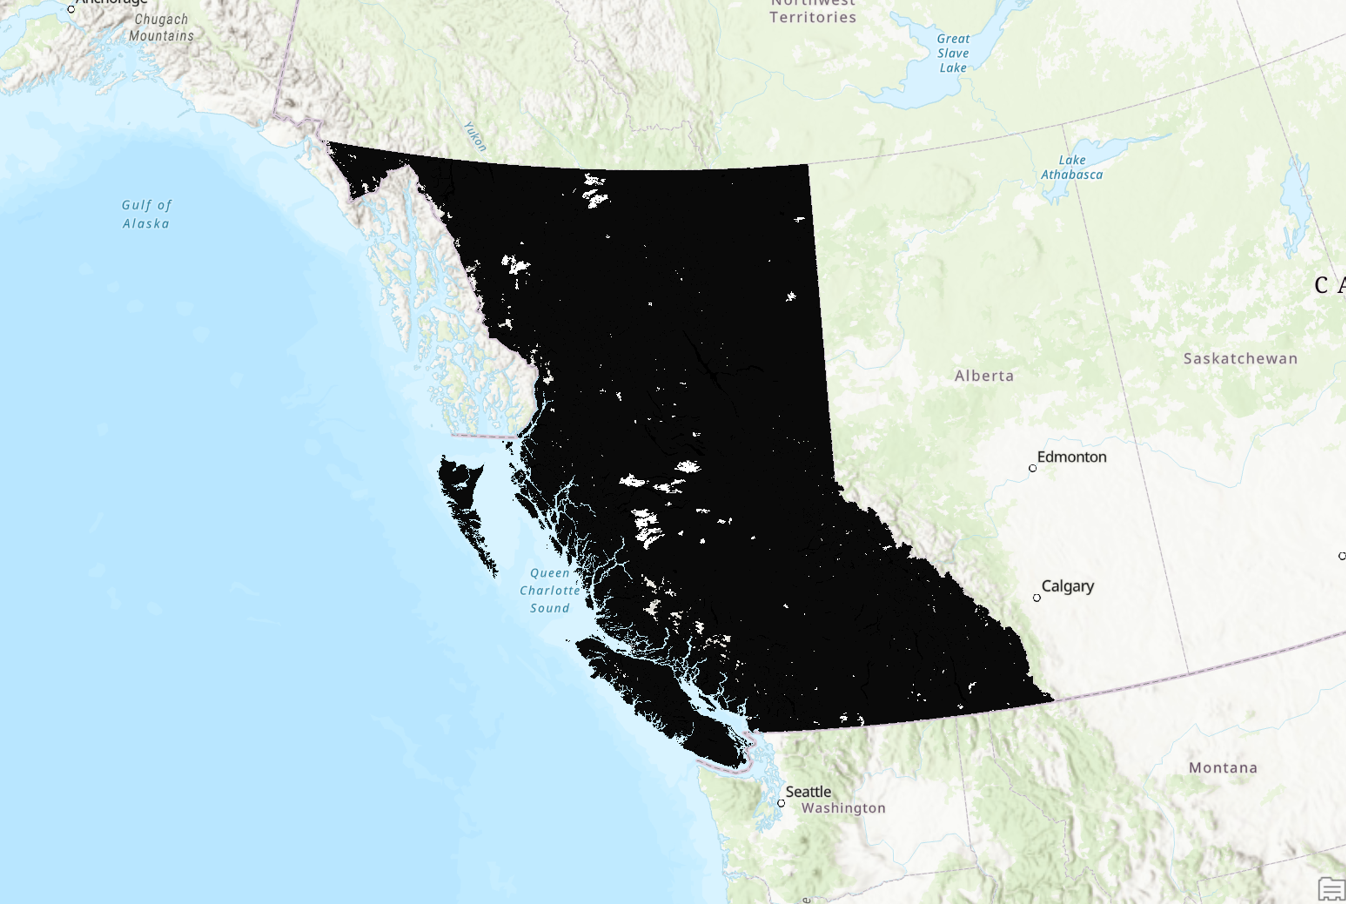 Anchorage
Chugach
Mountains
Northwest
Territories
Great
Slave
Lake
Yukon
Lake
Athabasca
Gulf of
Alaska
C A
Saskatchewan
Alberta
Edmonton
Queen
Charlotte
Sound
Calgary
Montana
Seattle
Washington